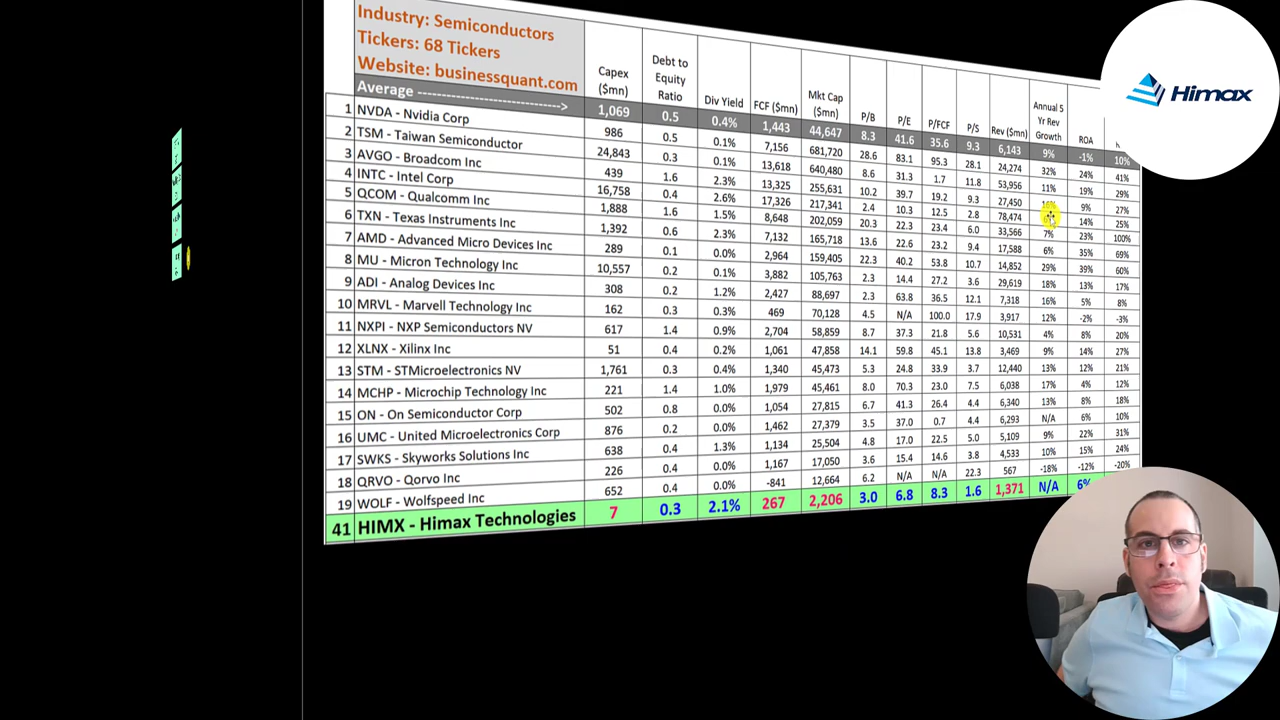 Industry: Semiconductors
Tickers: 68 Tickers
Website: businessquant.com
Capex ($mn) Debt to Equity Ratio Div Yield FCF ($mn) Mkt Cap ($mn) P/B P/E P/FCF P/S Rev ($mn) Annual 5 Yr Rev Growth ROA
Average ------------------------------> 1,069 0.5 0.4% 1,443 44,647 8.3 41.6 35.6 9.3 6,143 9% -1% 10%
1 NVDA - Nvidia Corp 986 0.5 0.1% 7,156 681,720 28.6 83.1 95.3 28.1 24,274 32% 24% 41%
2 TSM - Taiwan Semiconductor 24,843 0.3 0.1% 13,618 640,480 8.6 31.3 1.7 11.8 53,956 11% 19% 29%
3 AVGO - Broadcom Inc 439 1.6 2.3% 13,325 255,631 10.2 39.7 19.2 9.3 27,450 9% 27%
4 INTC - Intel Corp 16,758 0.4 2.6% 17,326 217,341 2.4 10.3 12.5 2.8 78,474 14% 25%
5 QCOM - Qualcomm Inc 1,888 1.6 1.5% 8,648 202,059 20.3 22.3 23.4 6.0 33,566 7% 23% 100%
6 TXN - Texas Instruments Inc 1,392 0.6 2.3% 7,132 165,718 13.6 22.6 23.2 9.4 17,588 6% 35% 69%
7 AMD - Advanced Micro Devices Inc 289 0.1 0.0% 2,964 159,405 22.3 40.2 53.8 10.7 14,852 29% 39% 60%
8 MU - Micron Technology Inc 10,557 0.2 0.1% 3,882 105,763 2.3 14.4 27.2 3.6 29,619 18% 13% 17%
9 ADI - Analog Devices Inc 308 0.2 1.2% 2,427 88,697 2.3 63.8 36.5 12.1 7,318 16% 5% 8%
10 MRVL - Marvell Technology Inc 162 0.3 0.3% 469 70,128 4.5 N/A 100.0 17.9 3,917 12% -2% -3%
11 NXPI - NXP Semiconductors NV 617 1.4 0.9% 2,704 58,859 8.7 37.3 21.8 5.6 10,531 4% 8% 20%
12 XLNX - Xilinx Inc 51 0.4 0.2% 1,061 47,858 14.1 59.8 45.1 13.8 3,469 9% 14% 27%
13 STM - STMicroelectronics NV 1,761 0.3 0.4% 1,340 45,473 5.3 24.8 33.9 3.7 12,440 13% 12% 21%
14 MCHP - Microchip Technology Inc 221 1.4 1.0% 1,979 45,461 8.0 70.3 23.0 7.5 6,038 17% 4% 12%
15 ON - On Semiconductor Corp 502 0.8 0.0% 1,054 27,815 6.7 41.3 26.4 4.4 6,340 13% 8% 18%
16 UMC - United Microelectronics Corp 876 0.2 0.0% 1,462 27,379 3.5 37.0 0.7 4.4 6,293 N/A 6% 10%
17 SWKS - Skyworks Solutions Inc 638 0.4 1.3% 1,134 25,504 4.8 17.0 22.5 5.0 5,109 9% 22% 31%
18 QRVO - Qorvo Inc 226 0.4 0.0% 1,167 17,050 3.6 15.4 14.6 3.8 4,533 10% 15% 24%
19 WOLF - Wolfspeed Inc 652 0.4 0.0% -841 12,664 6.2 N/A N/A 22.3 567 -18% -12% -20%
41 HIMX - Himax Technologies 7 0.3 2.1% 267 2,206 3.0 6.8 8.3 1.6 1,371 N/A 6%
Himax